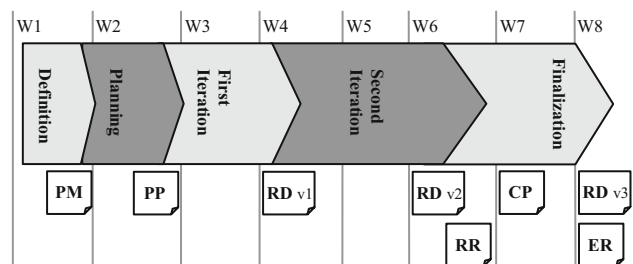 W1 W2 W3 W4 W5 W6 W7 W8
Definition
Planning
First
Iteration
Second
Iteration
Finalization
PM PP RD v1 RD v2 CP RD v3
RR ER